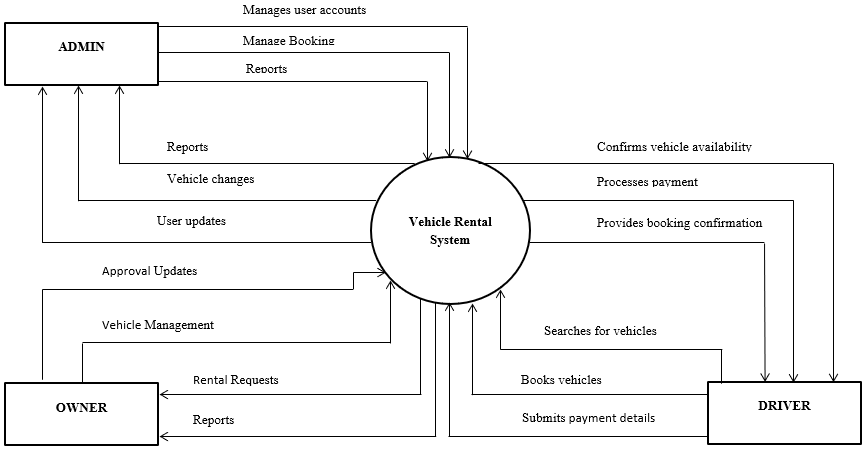 Manages user accounts
ADMIN
Manage Booking
Reports
Reports
Confirms vehicle availability
Vehicle changes
Processes payment
User updates
Vehicle Rental
System
Provides booking confirmation
Approval Updates
Vehicle Management
Searches for vehicles
Rental Requests
Books vehicles
OWNER
DRIVER
Reports
Submits payment details